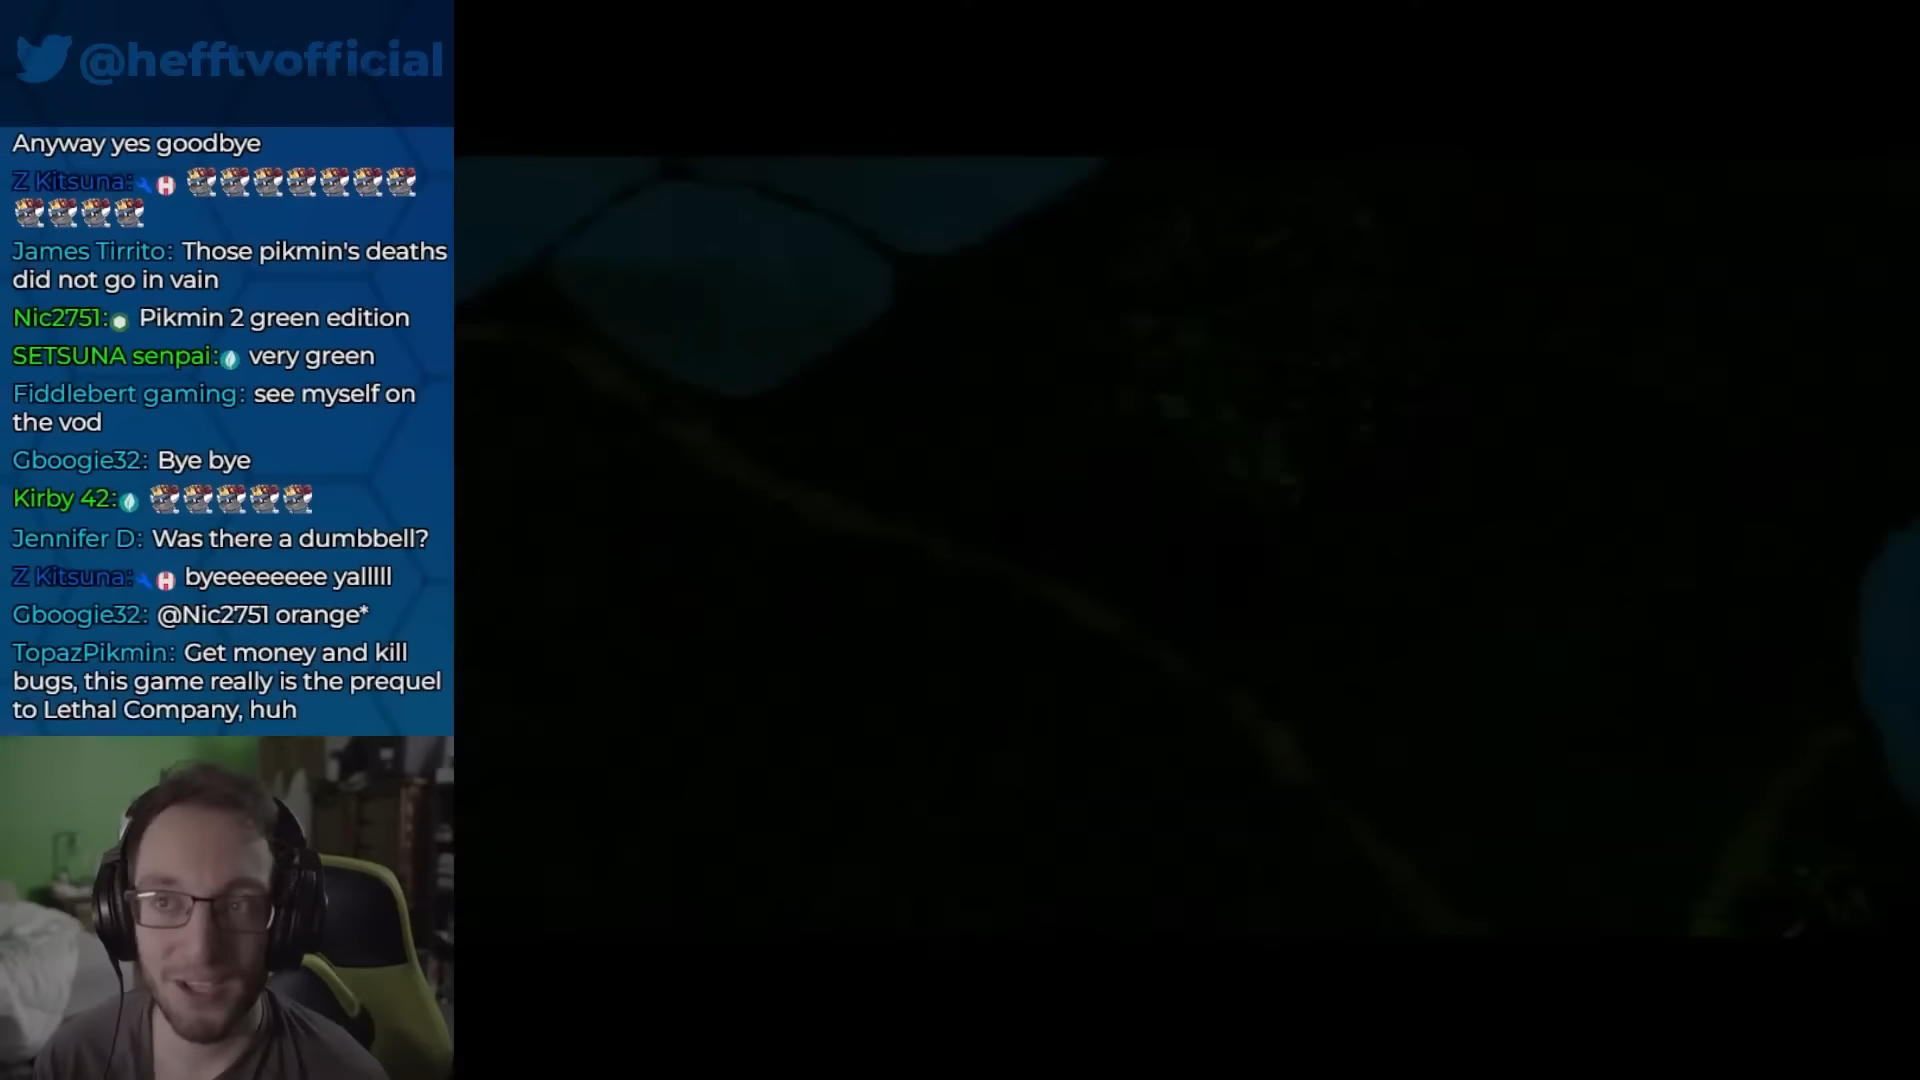 @hefftvofficial
Anyway yes goodbye
Z Kitsuna:
James Tirrito: Those pikmin's deaths
did not go in vain
Nic2751: Pikmin 2 green edition
SETSUNA senpai: very green
Fiddlebert gaming: see myself on
the vod
Gboogie32: Bye bye
Kirby 42:
Jennifer D: Was there a dumbbell?
Z Kitsuna: H byeeeeeeee yalllll
Gboogie32: @Nic2751 orange*
TopazPikmin: Get money and kill
bugs, this game really is the prequel
to Lethal Company, huh